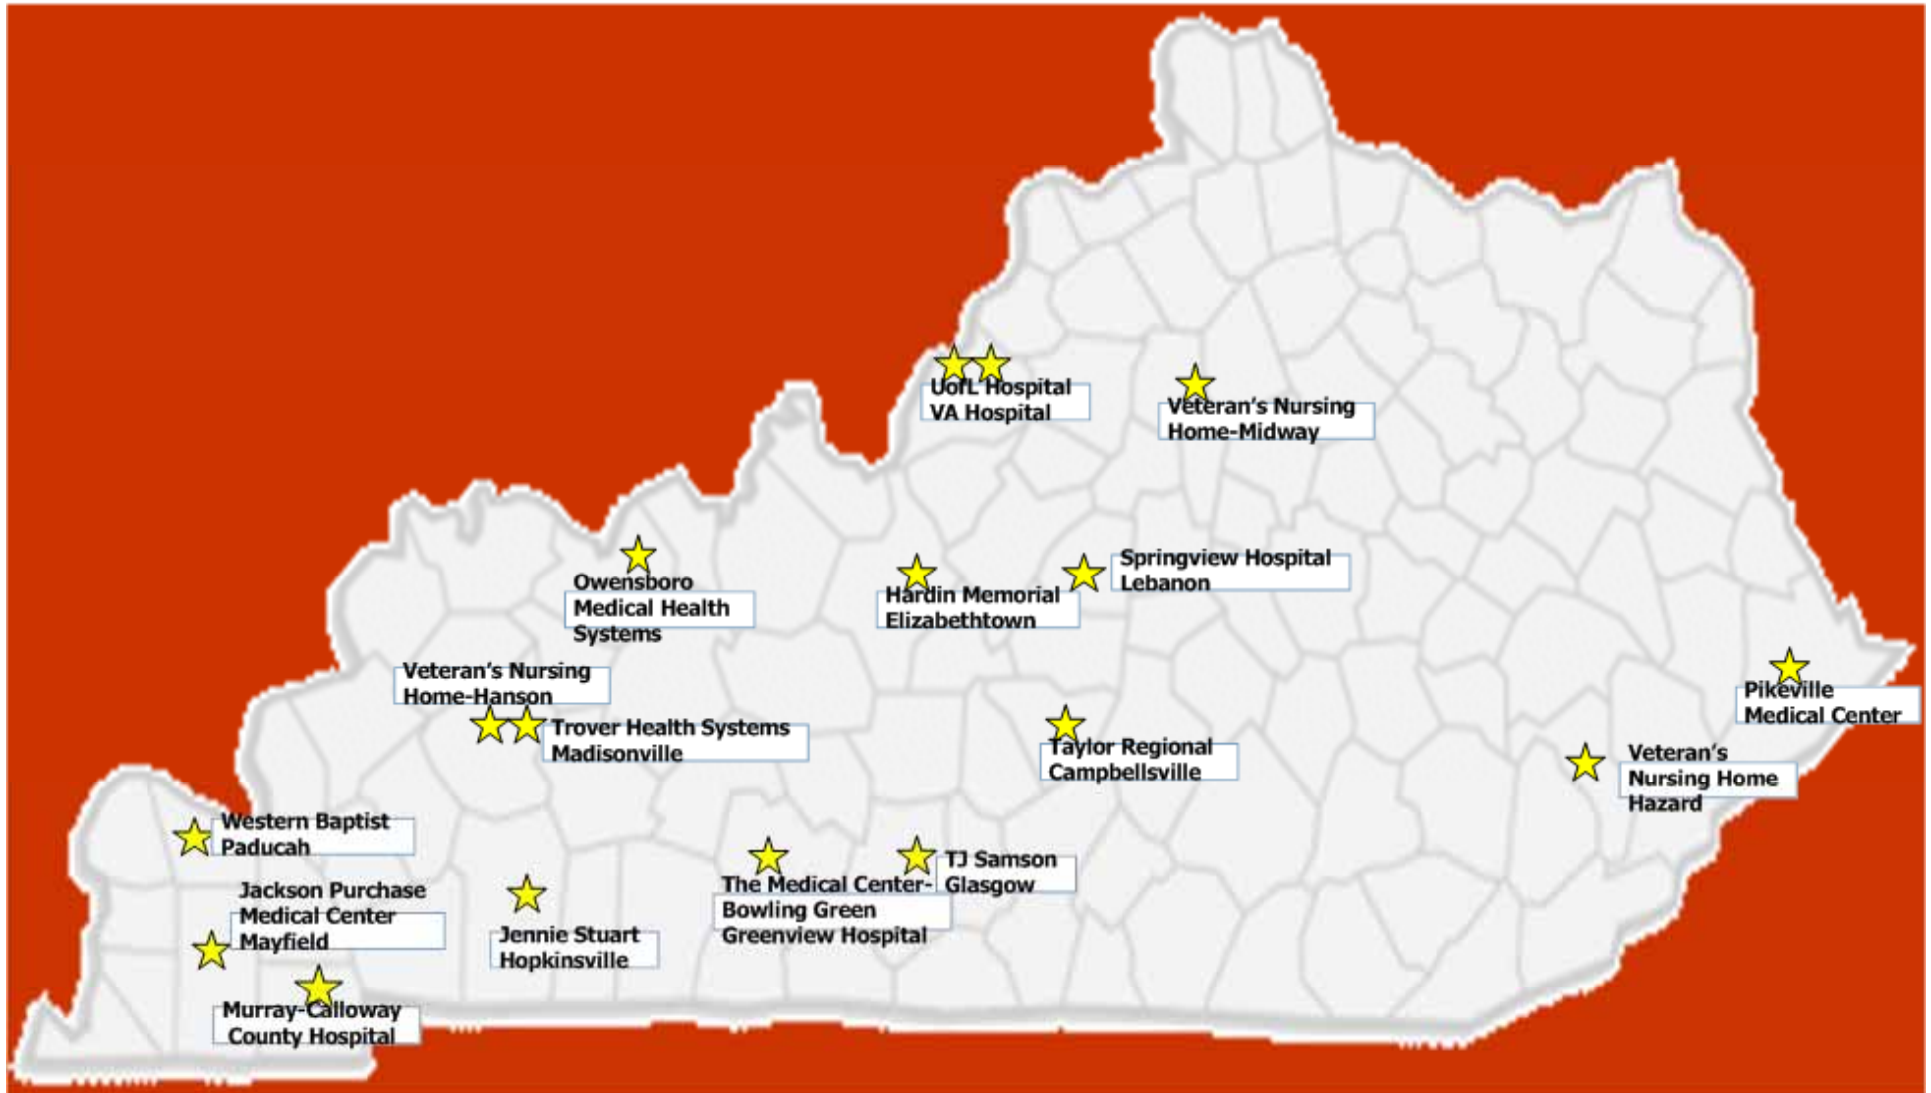 UofL Hospital
VA Hospital
Veteran's Nursing
Home-Midway
Springview Hospital
Lebanon
Owensboro
Medical Health
Systems
Hardin Memorial
Elizabethtown
Veteran's Nursing
Home-Hanson
Trover Health Systems
Madisonville
Pikeville
Medical Center
Taylor Regional
Campbellsville
Veteran's
Nursing Home
Hazard
Western Baptist
Paducah
TJ Samson
Glasgow
The Medical Center-
Bowling Green
Greenview Hospital
Jackson Purchase
Medical Center
Mayfield
Jennie Stuart
Hopkinsville
Murray-Calloway
County Hospital